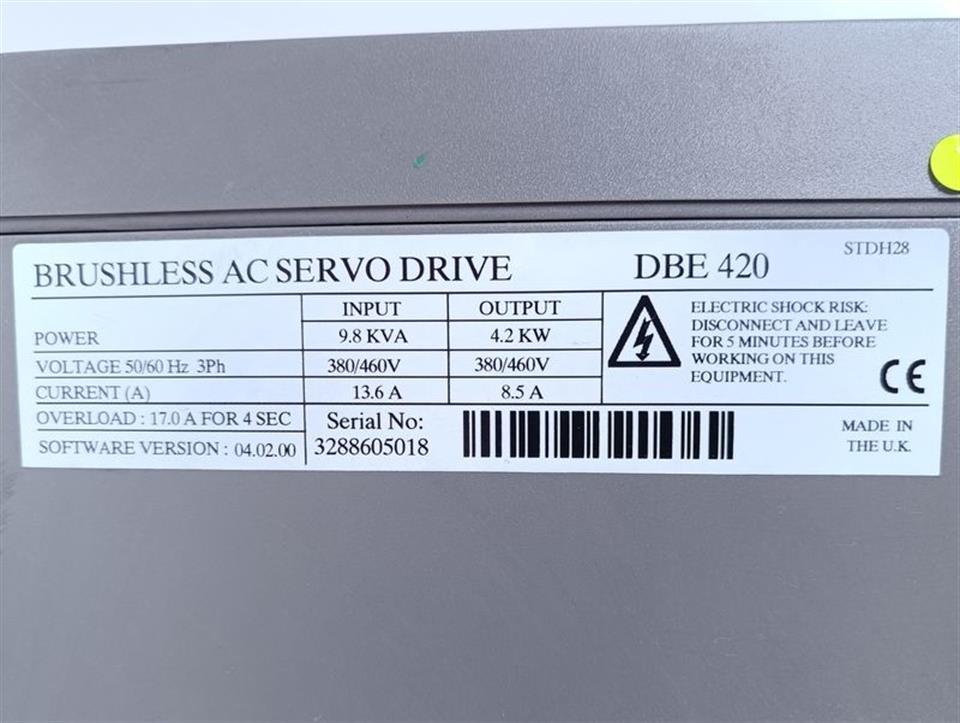 BRUSHLESS AC SERVO DRIVE DBE 420 STDH28
INPUT OUTPUT
POWER 9.8 KVA 4.2 KW
VOLTAGE 50/60 Hz 3Ph 380/460V 380/460V
CURRENT (A) 13.6 A 8.5 A
OVERLOAD : 17.0 A FOR 4 SEC
SOFTWARE VERSION : 04.02.00
Serial No:
3288605018
ELECTRIC SHOCK RISK:
DISCONNECT AND LEAVE
FOR 5 MINUTES BEFORE
WORKING ON THIS
EQUIPMENT.
CE
MADE IN
THE U.K.